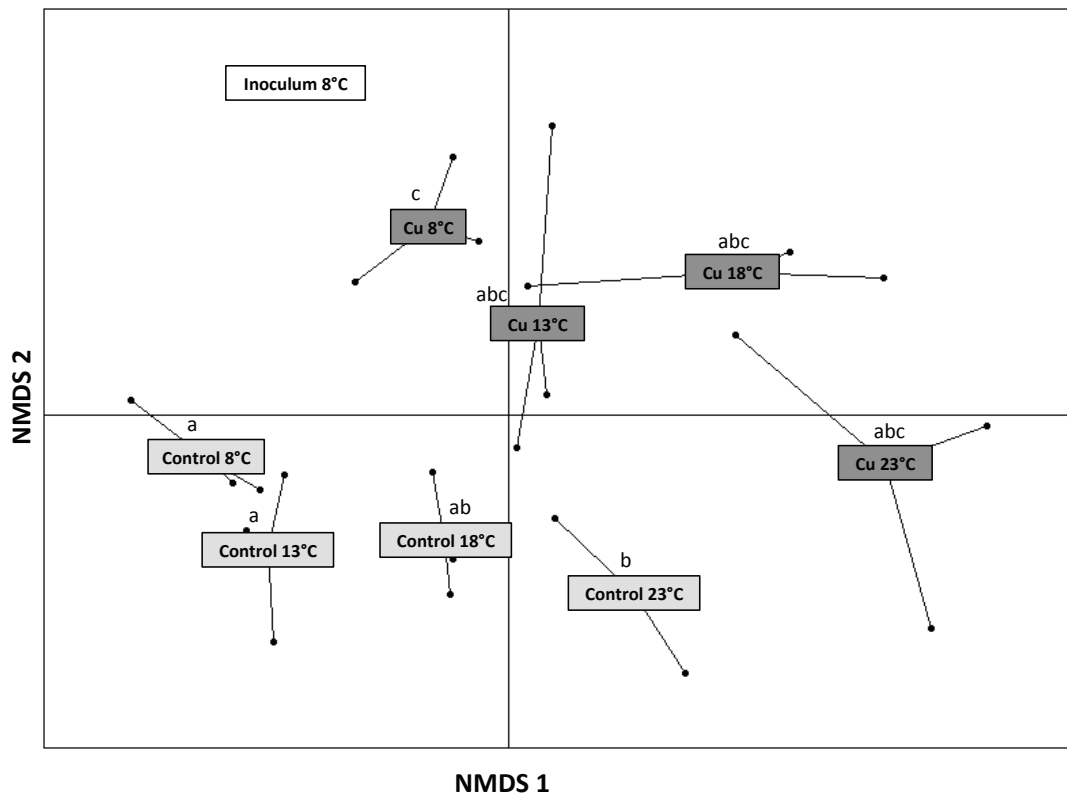 Inoculum 8°C
c
Cu 8°C
abc
Cu 18°C
abc
Cu 13°C
NMDS 2
a
Control 8°C
abc
Cu 23°C
a
Control 13°C
ab
Control 18°C
b
Control 23°C
NMDS 1